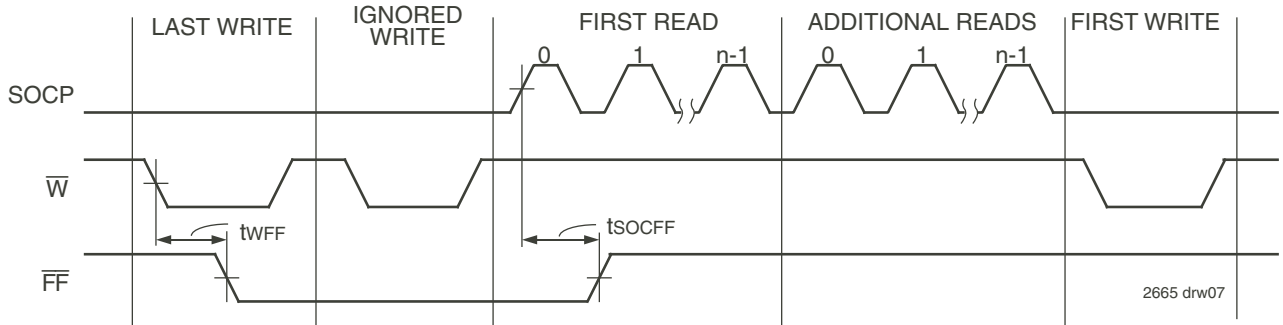 LAST WRITE
IGNORED
WRITE
FIRST READ
ADDITIONAL READS
FIRST WRITE
0 1 n-1 0 1 n-1
SOCP
W
tWFF
tSOCFF
FF
2665 drw07